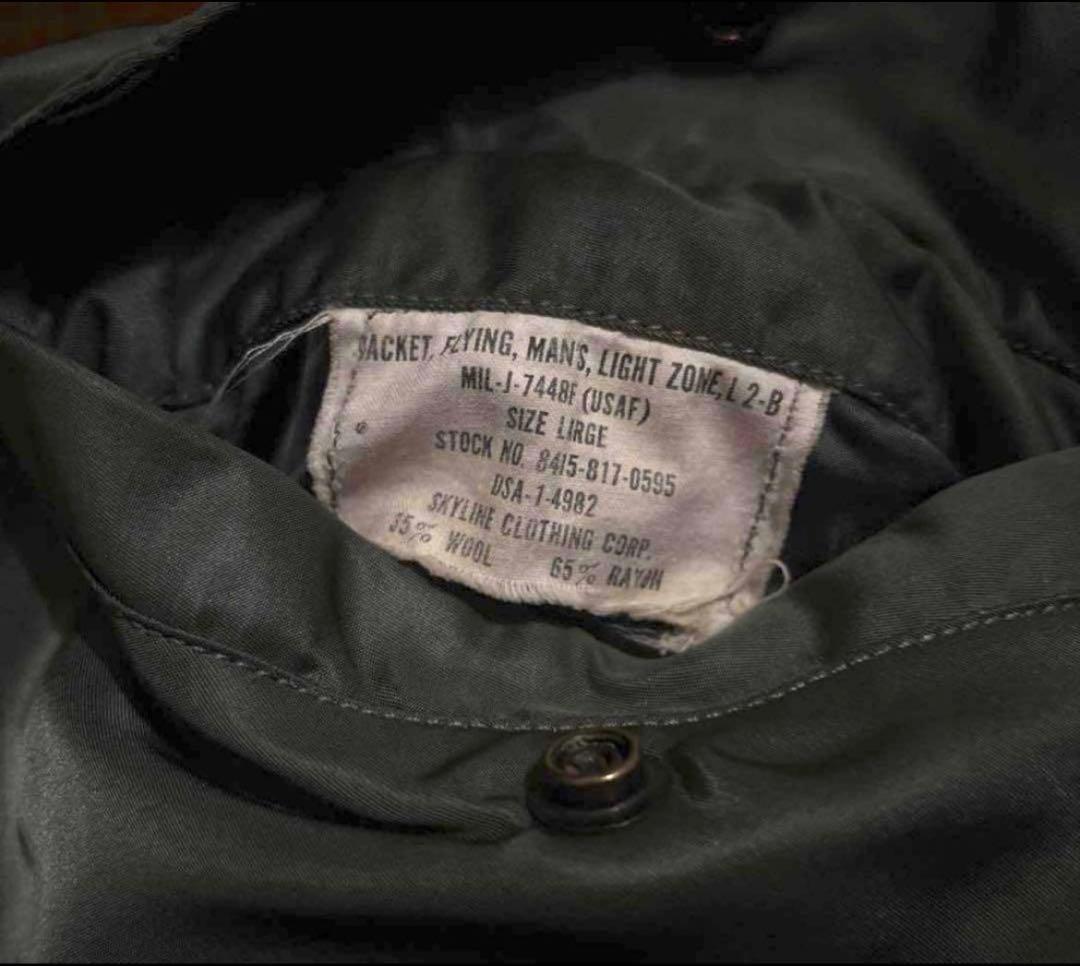 JACKET, FLYING, MAN'S, LIGHT ZONE, L 2-B
MIL-J-7448F (USAF)
SIZE LIRGE
STOCK NO. 8415-817-0595
DSA-1-4982
SKYLINE CLOTHING CORP.
35% WOOL 65% RAYON